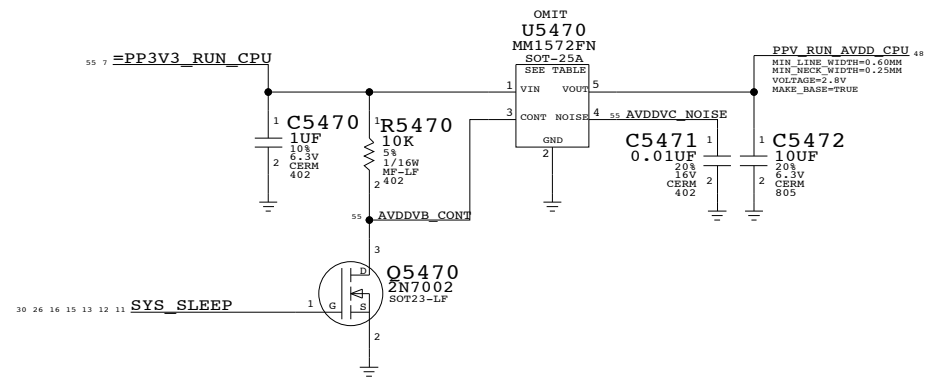 OMIT
U5470
MM1572FN
SOT-25A
SEE TABLE
55 7 =PP3V3_RUN_CPU
PPV_RUN_AVDD_CPU 48
MIN_LINE_WIDTH=0.60MM
MIN_NECK_WIDTH=0.25MM
VOLTAGE=2.8V
MAKE_BASE=TRUE
1 VIN VOUT 5
3 CONT NOISE 4 55 AVDDVC_NOISE
GND
2
1 C5470
1UF
10%
6.3V
2 CERM
402
1 R5470
10K
5%
1/16W
MF-LF
2 402
C5471 1
0.01UF
20%
16V
CERM 2
402
1 C5472
10UF
20%
6.3V
2 CERM
805
55 AVDDVB_CONT
3
D
Q5470
2N7002
SOT23-LF
30 26 16 15 13 12 11 SYS_SLEEP 1 G S
2